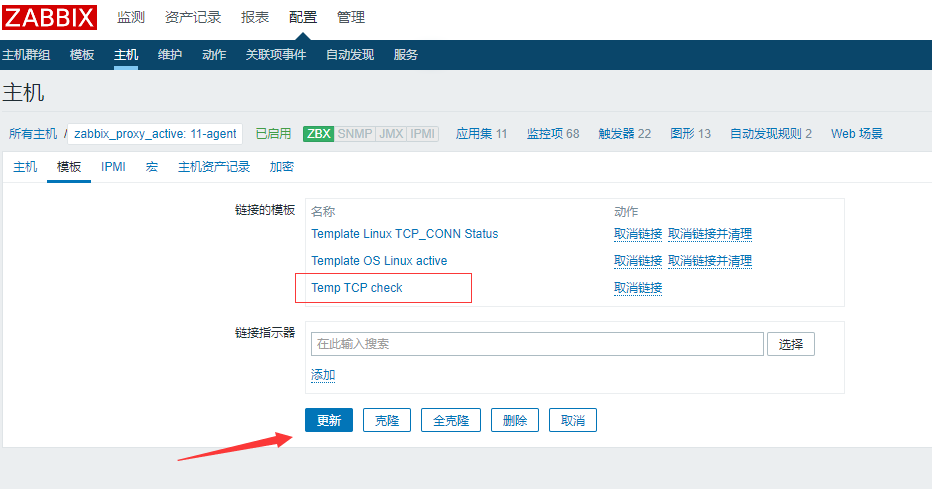 ZABBIX 监测 资产记录 报表 配置 管理
主机群组 模板 主机 维护 动作 关联项事件 自动发现 服务
主机
所有主机 / zabbix_proxy_active: 11-agent 已启用 ZBX SNMP JMX IPMI 应用集 11 监控项 68 触发器 22 图形 13 自动发现规则 2 Web 场景
主机 模板 IPMI 宏 主机资产记录 加密
链接的模板 名称 动作
Template Linux TCP_CONN Status 取消链接 取消链接并清理
Template OS Linux active 取消链接 取消链接并清理
Temp TCP check 取消链接
链接指示器
在此输入搜索 选择
添加
更新 克隆 全克隆 删除 取消